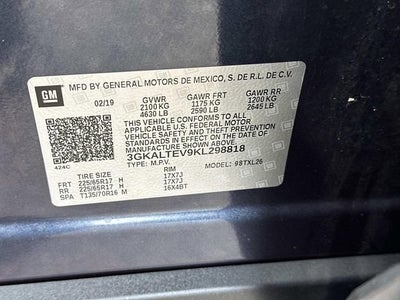 GM
MFD BY GENERAL MOTORS DE MEXICO, S. DE R.L. DE C.V.
02/19 GVWR GAWR FRT GAWR RR
2100 KG 1175 KG 1200 KG
4630 LB 2590 LB 2645 LB
THIS VEHICLE CONFORMS TO ALL
APPLICABLE U.S. FEDERAL MOTOR
VEHICLE SAFETY AND THEFT PREVENTION
STANDARDS IN EFFECT ON THE DATE OF
MANUFACTURE SHOWN ABOVE.
424C 3GKALTEV9KL298818
TYPE: M.P.V. MODEL: 98TXL26
TIRE SIZE RIM
FRT 225/65R17 H 17X7J
RR 225/65R17 H 17X7J
SPA T135/70R16 M 16X4BT